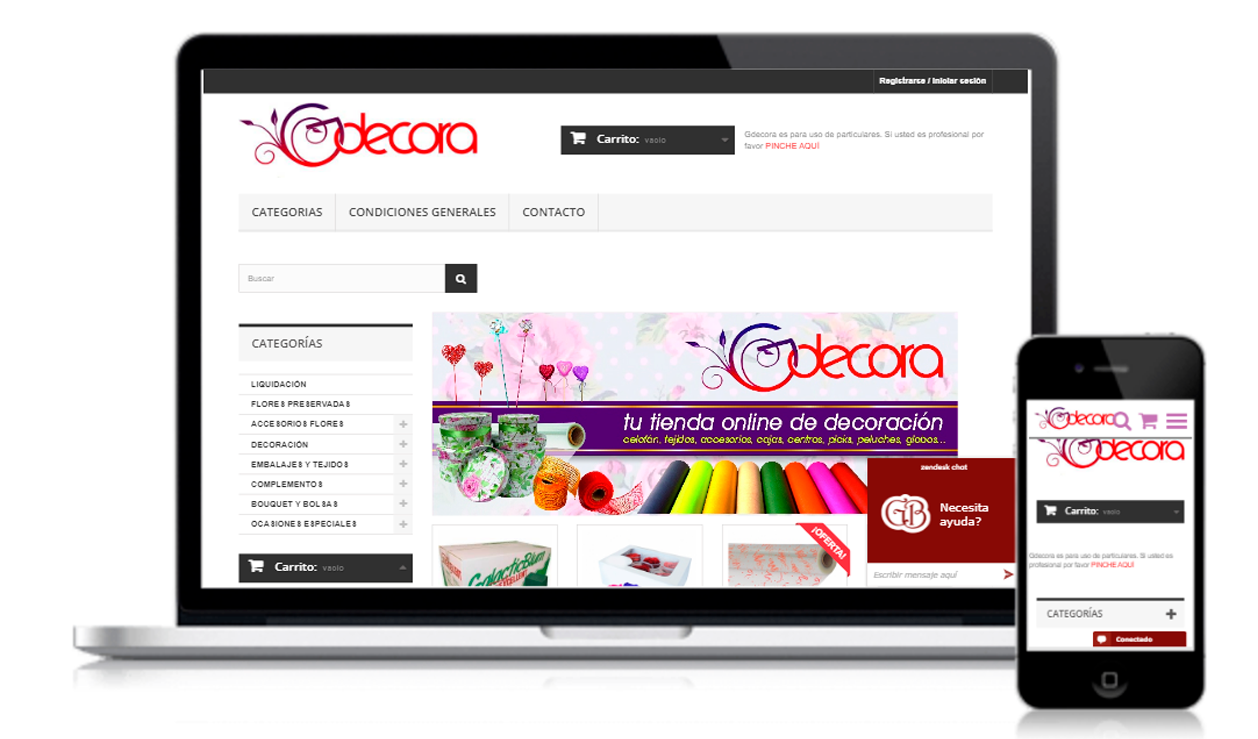 Registrarse / Iniciar sesión
Gdecora
Carrito: vacío
Gdecora es para uso de particulares. Si usted es profesional por
favor PINCHE AQUÍ
CATEGORIAS
CONDICIONES GENERALES
CONTACTO
Buscar
CATEGORÍAS
LIQUIDACIÓN
FLORES PRESERVADAS
ACCESORIOS FLORES
DECORACIÓN
EMBALAJES Y TEJIDOS
COMPLEMENTOS
BOUQUET Y BOLSAS
OCASIONES ESPECIALES
Carrito: vacío
Gdecora
tu tienda online de decoración
celofán, tejidos, accesorios, cajas, centros, picks, peluches, globos...
GalacticBlum
¡OFERTA!
zendesk chat
GB
Necesita
ayuda?
Escribir mensaje aquí
Gdecora
Gdecora
Carrito: vacío
Gdecora es para uso de particulares. Si usted es
profesional por favor PINCHE AQUÍ
CATEGORÍAS
Conectado